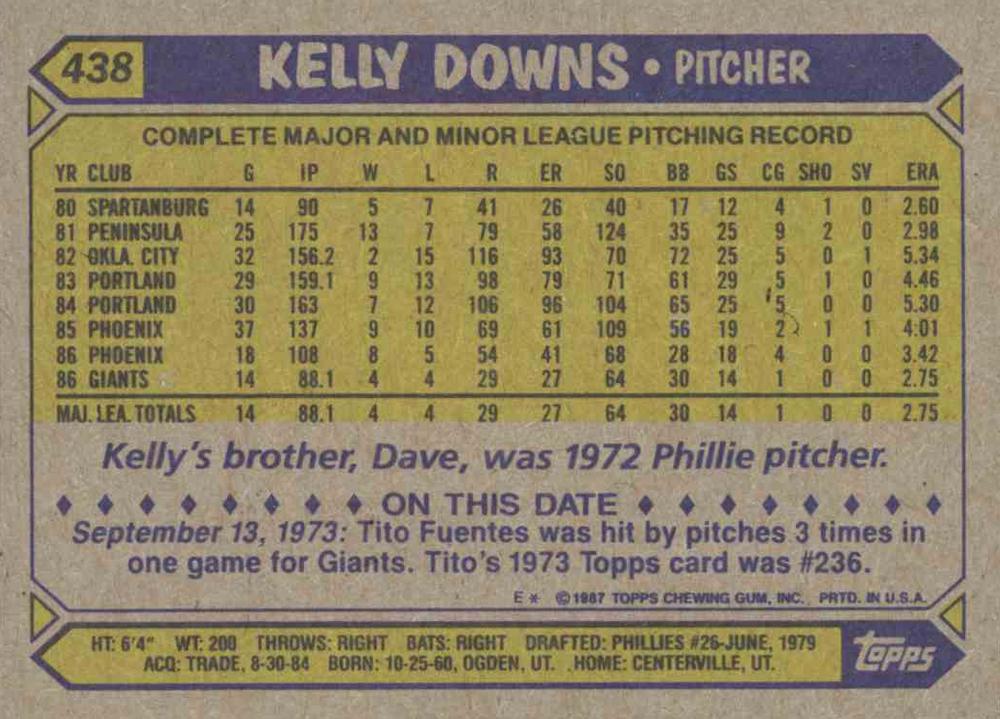 438 KELLY DOWNS • PITCHER
COMPLETE MAJOR AND MINOR LEAGUE PITCHING RECORD
YR CLUB G IP W L R ER SO BB GS CG SHO SV ERA
80 SPARTANBURG 14 90 5 7 41 26 40 17 12 4 1 0 2.60
81 PENINSULA 25 175 13 7 79 58 124 35 25 9 2 0 2.98
82 OKLA. CITY 32 156.2 2 15 116 93 70 72 25 5 0 1 5.34
83 PORTLAND 29 159.1 9 13 98 79 71 61 29 5 1 0 4.46
84 PORTLAND 30 163 7 12 106 96 104 65 25 5 0 0 5.30
85 PHOENIX 37 137 9 10 69 61 109 56 19 2 1 1 4.01
86 PHOENIX 18 108 8 5 54 41 68 28 18 4 0 0 3.42
86 GIANTS 14 88.1 4 4 29 27 64 30 14 1 0 0 2.75
MAJ. LEA. TOTALS 14 88.1 4 4 29 27 64 30 14 1 0 0 2.75
Kelly's brother, Dave, was 1972 Phillie pitcher.
♦ ♦ ♦ ♦ ♦ ♦ ♦ ♦ ON THIS DATE ♦ ♦ ♦ ♦ ♦ ♦ ♦ ♦
September 13, 1973: Tito Fuentes was hit by pitches 3 times in
one game for Giants. Tito's 1973 Topps card was #236.
E * ©1987 TOPPS CHEWING GUM, INC. PRTD. IN U.S.A.
HT: 6'4" WT: 200 THROWS: RIGHT BATS: RIGHT DRAFTED: PHILLIES #26-JUNE, 1979
ACQ: TRADE, 8-30-84 BORN: 10-25-60, OGDEN, UT. HOME: CENTERVILLE, UT.
topps